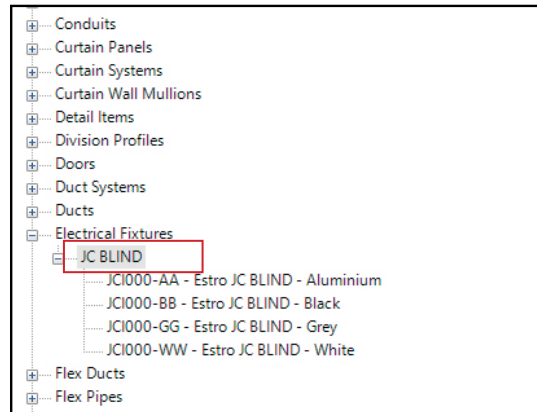 Conduits
Curtain Panels
Curtain Systems
Curtain Wall Mullions
Detail Items
Division Profiles
Doors
Duct Systems
Ducts
Electrical Fixtures
JC BLIND
JCI000-AA - Estro JC BLIND - Aluminium
JCI000-BB - Estro JC BLIND - Black
JCI000-GG - Estro JC BLIND - Grey
JCI000-WW - Estro JC BLIND - White
Flex Ducts
Flex Pipes